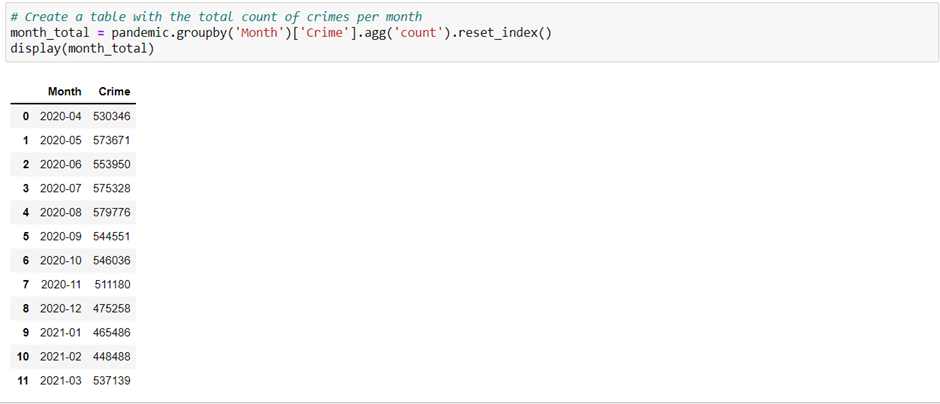 # Create a table with the total count of crimes per month
month_total = pandemic.groupby('Month')['Crime'].agg('count').reset_index()
display(month_total)
Month Crime
0 2020-04 530346
1 2020-05 573671
2 2020-06 553950
3 2020-07 575328
4 2020-08 579776
5 2020-09 544551
6 2020-10 546036
7 2020-11 511180
8 2020-12 475258
9 2021-01 465486
10 2021-02 448488
11 2021-03 537139